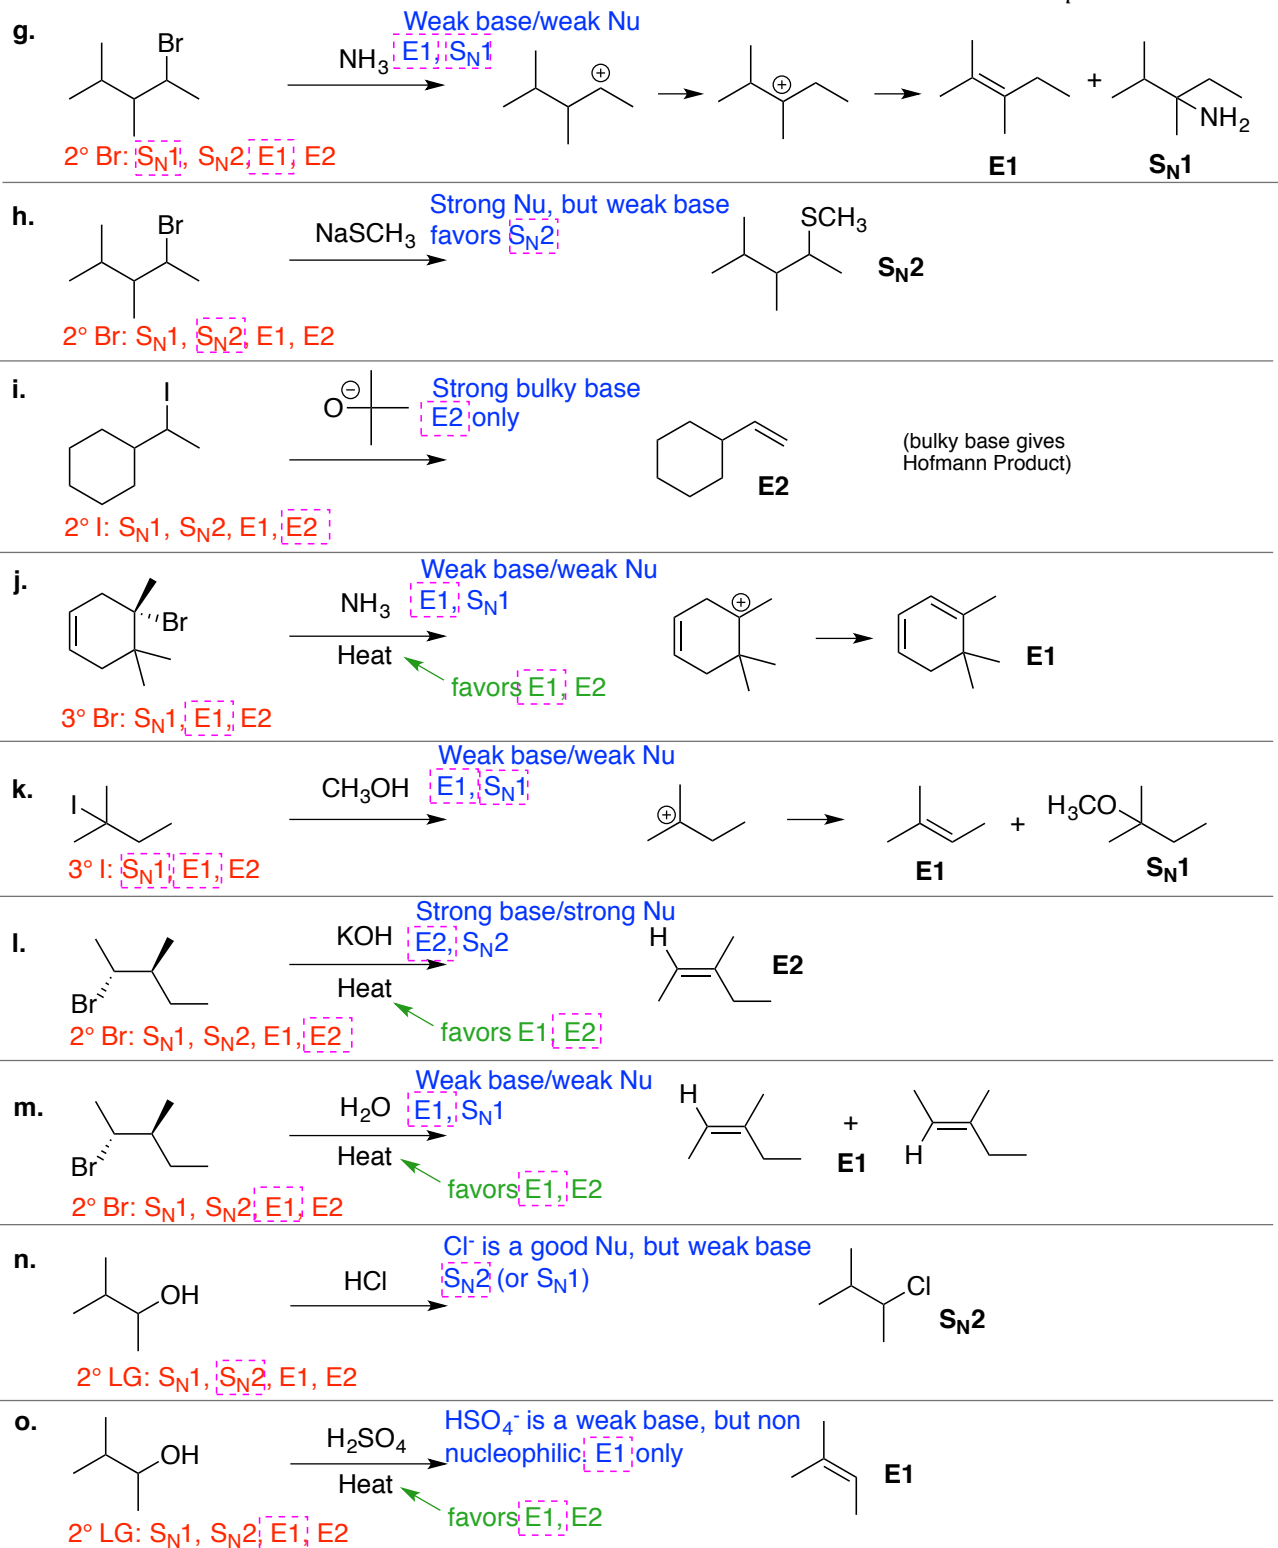 g.
Br
NH3
Weak base/weak Nu
E1, SN1
2° Br: SN1, SN2, E1, E2
+
+
+
NH2
E1
SN1
h.
Br
NaSCH3
Strong Nu, but weak base
favors SN2
SCH3
SN2
2° Br: SN1, SN2, E1, E2
i.
I
O−
Strong bulky base
E2 only
E2
(bulky base gives
Hofmann Product)
2° I: SN1, SN2, E1, E2
j.
Br
NH3
Heat
Weak base/weak Nu
E1, SN1
favors E1, E2
+
E1
3° Br: SN1, E1, E2
k.
I
CH3OH
Weak base/weak Nu
E1, SN1
+
+
H3CO
E1
SN1
3° I: SN1, E1, E2
l.
Br
KOH
Heat
Strong base/strong Nu
E2, SN2
favors E1 E2
H
E2
2° Br: SN1, SN2, E1, E2
m.
Br
H2O
Heat
Weak base/weak Nu
E1, SN1
favors E1, E2
H
+
E1
H
2° Br: SN1, SN2, E1, E2
n.
OH
HCl
Cl- is a good Nu, but weak base
SN2 (or SN1)
Cl
SN2
2° LG: SN1, SN2, E1, E2
o.
OH
H2SO4
Heat
HSO4- is a weak base, but non
nucleophilic. E1 only
favors E1, E2
E1
2° LG: SN1, SN2, E1, E2